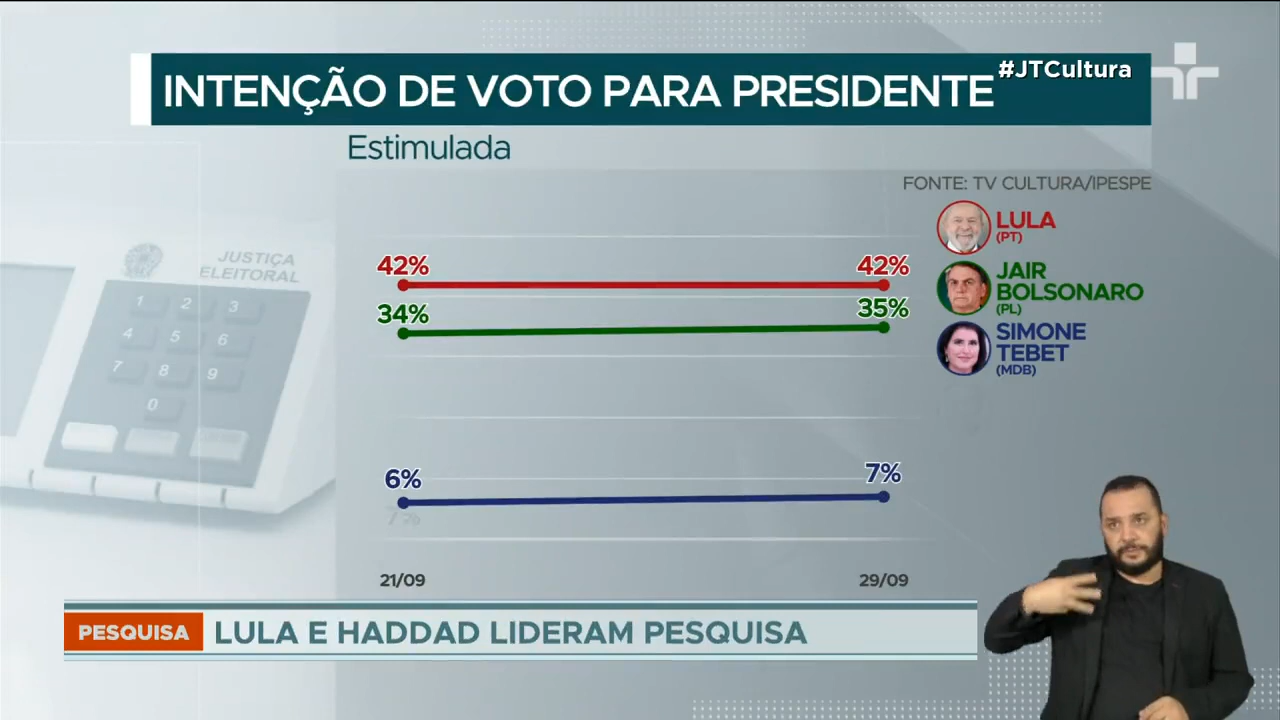 INTENÇÃO DE VOTO PARA PRESIDENTE
#JTCultura
Estimulada
FONTE: TV CULTURA/IPESPE
LULA
(PT)
JAIR
BOLSONARO
(PL)
SIMONE
TEBET
(MDB)
42% 42%
34% 35%
6% 7%
7%
21/09 29/09
JUSTIÇA
ELEITORAL
1 2 3
4 5 6
7 8 9
0
PESQUISA LULA E HADDAD LIDERAM PESQUISA